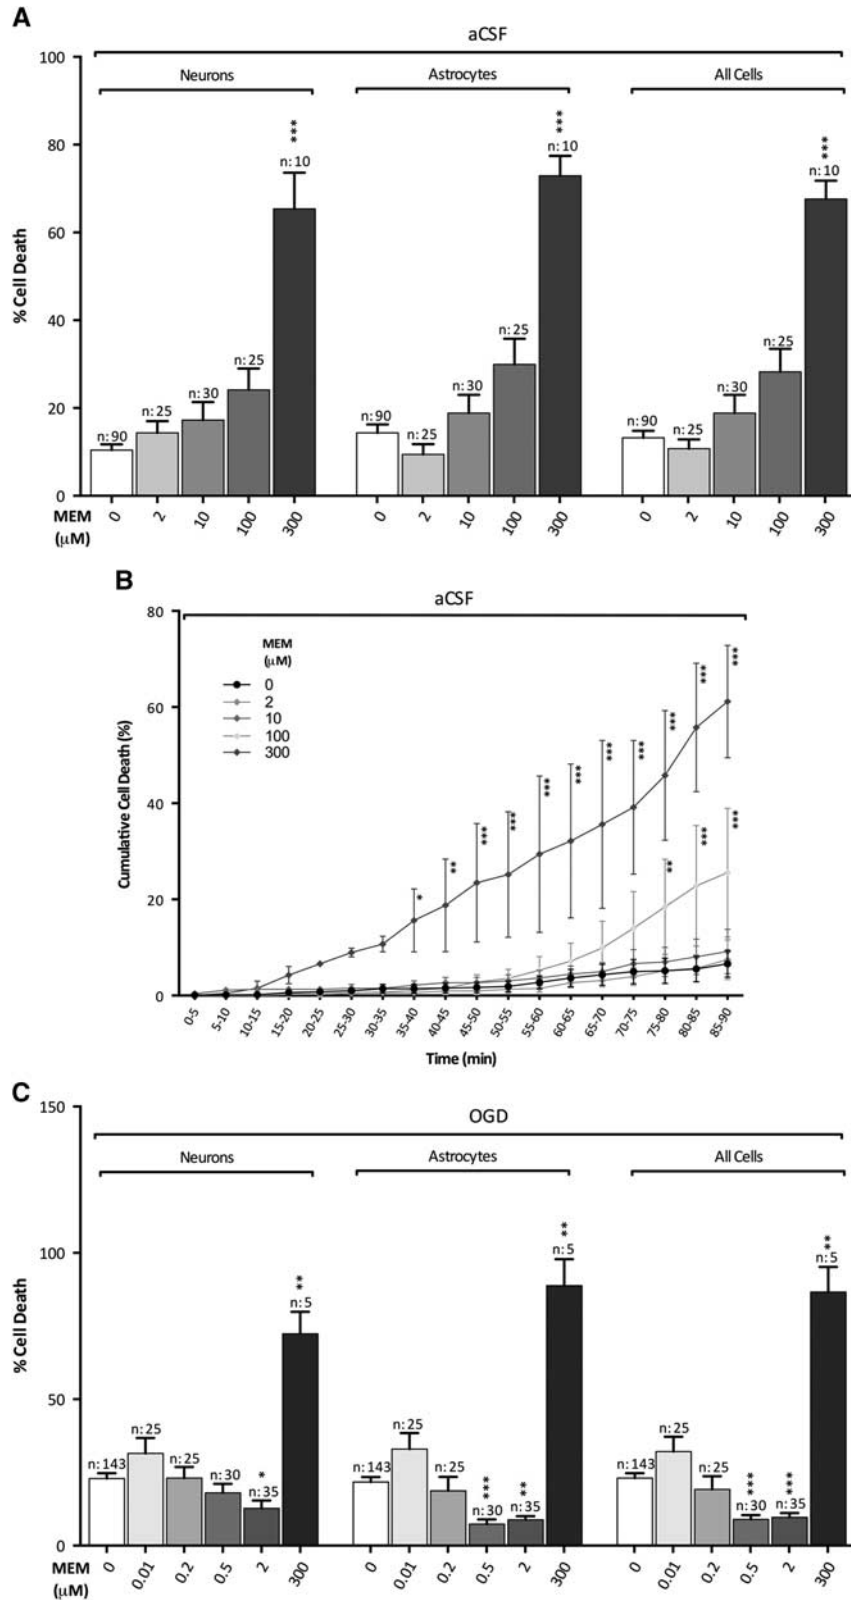 A
aCSF
Neurons Astrocytes All Cells
100
80
60
40
20
0
% Cell Death
n:90 n:25 n:30 n:25 n:10 ***
n:90 n:25 n:30 n:25 n:10 ***
n:90 n:25 n:30 n:25 n:10 ***
MEM (μM)
0 2 10 100 300 0 2 10 100 300 0 2 10 100 300
B
aCSF
80
60
40
20
0
Cumulative Cell Death (%)
MEM
(μM)
0
2
10
100
300
* ** *** *** *** *** *** *** *** *** ***
** *** ***
0-5 5-10 10-15 15-20 20-25 25-30 30-35 35-40 40-45 45-50 50-55 55-60 60-65 65-70 70-75 75-80 80-85 85-90
Time (min)
C
OGD
Neurons Astrocytes All Cells
150
100
50
0
% Cell Death
n:143 n:25 n:25 n:30 n:35 * n:5 **
n:143 n:25 n:25 n:30 *** n:35 ** n:5 **
n:143 n:25 n:25 n:30 *** n:35 *** n:5 **
MEM
(μM)
0 0.01 0.2 0.5 2 300 0 0.01 0.2 0.5 2 300 0 0.01 0.2 0.5 2 300